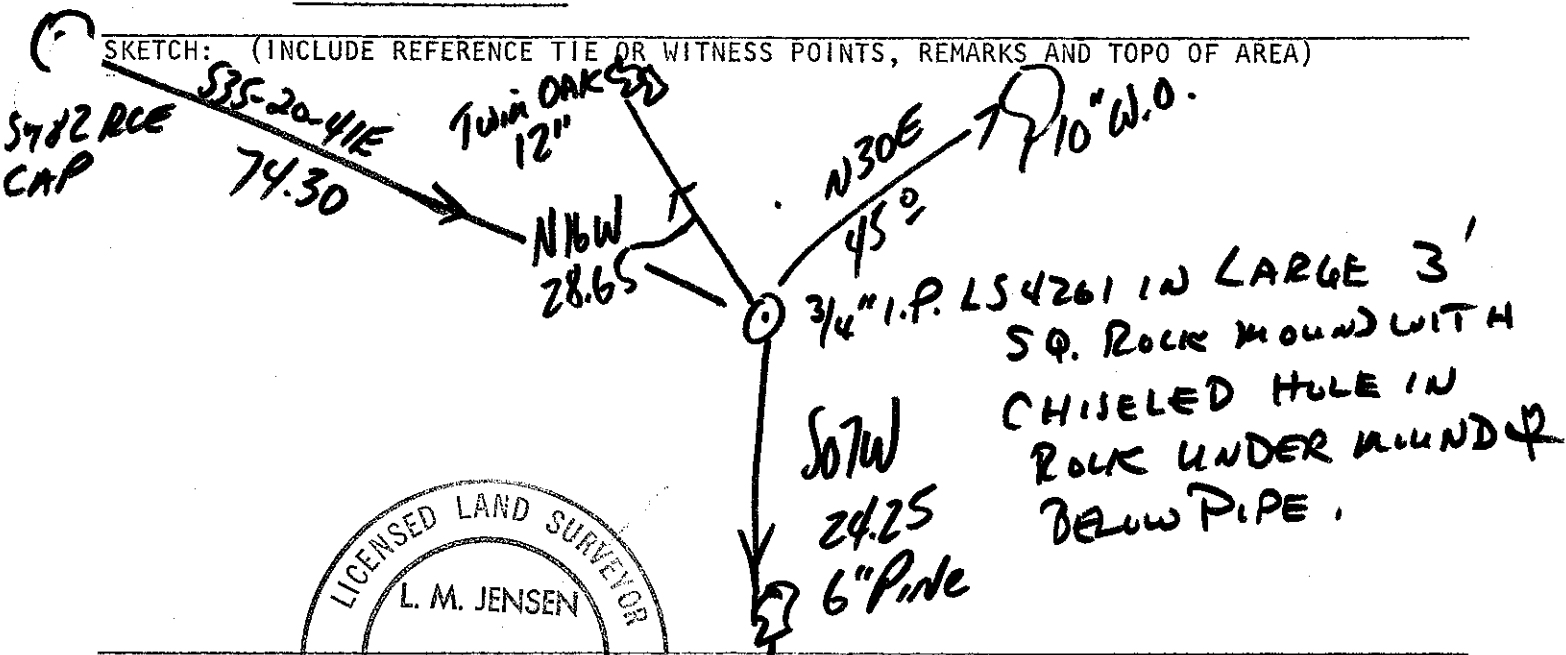 SKETCH: (INCLUDE REFERENCE TIE OR WITNESS POINTS, REMARKS AND TOPO OF AREA)
5782 RCE
CAP
S35-20-41E
74.30
TWIN OAK
12"
N16W
28.65
N30E
45º
10" W.O.
3/4" I.P. LS 4261 IN LARGE 3'
SQ. ROCK MOUND WITH
CHISELED HOLE IN
ROCK UNDER MOUND &
BELOW PIPE.
S07W
24.25
6" PINE
LICENSED LAND SURVEYOR
L. M. JENSEN